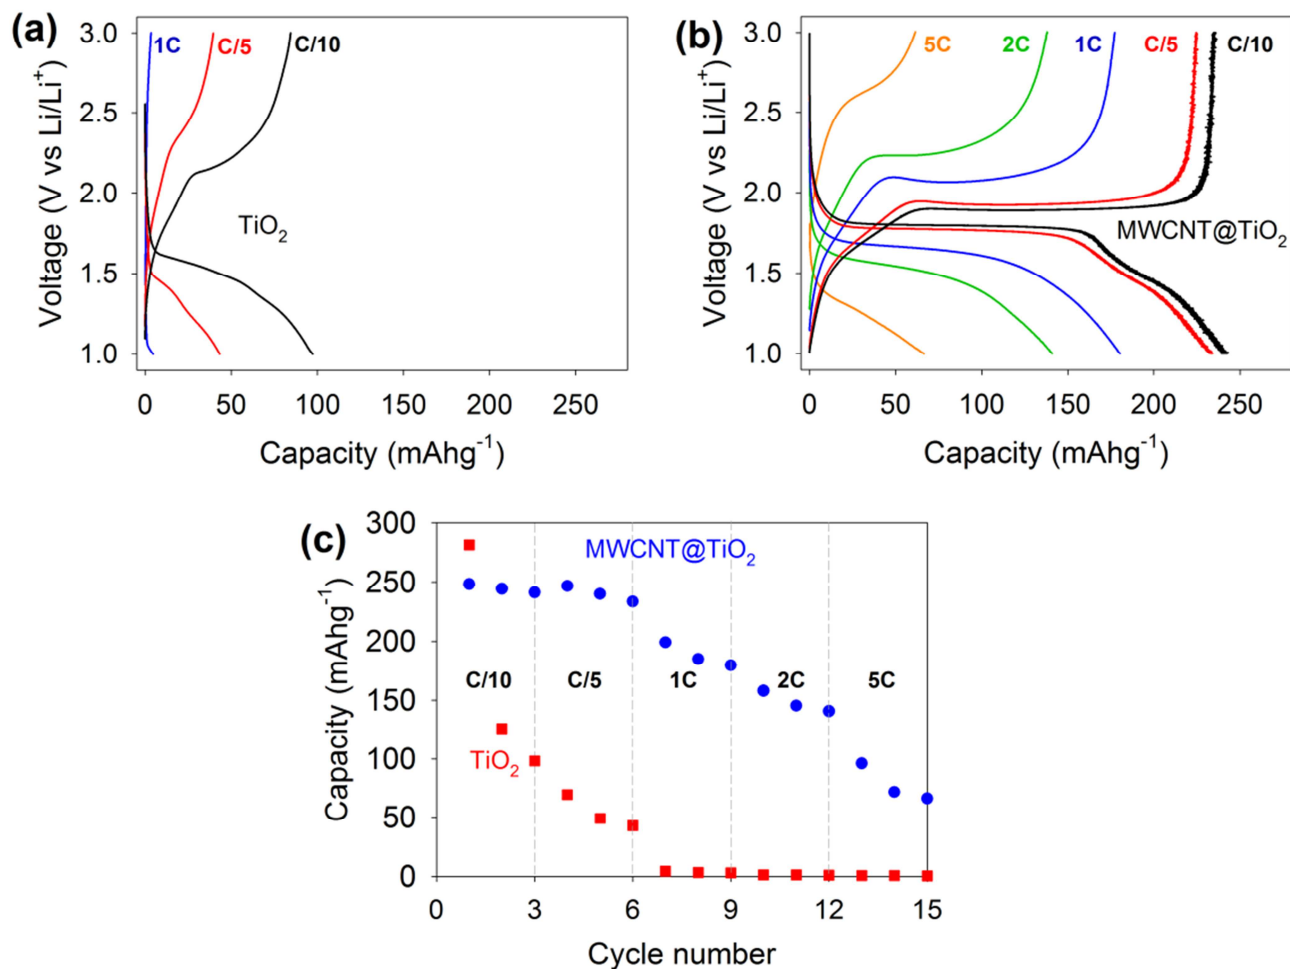 (a)
1C C/5 C/10
3.0
2.5
2.0
1.5
1.0
Voltage (V vs Li/Li⁺)
TiO₂
0 50 100 150 200 250
Capacity (mAhg⁻¹)
(b)
5C 2C 1C C/5 C/10
3.0
2.5
2.0
1.5
1.0
Voltage (V vs Li/Li⁺)
MWCNT@TiO₂
0 50 100 150 200 250
Capacity (mAhg⁻¹)
(c)
300
250
200
150
100
50
0
Capacity (mAhg⁻¹)
MWCNT@TiO₂
C/10 C/5 1C 2C 5C
TiO₂
0 3 6 9 12 15
Cycle number